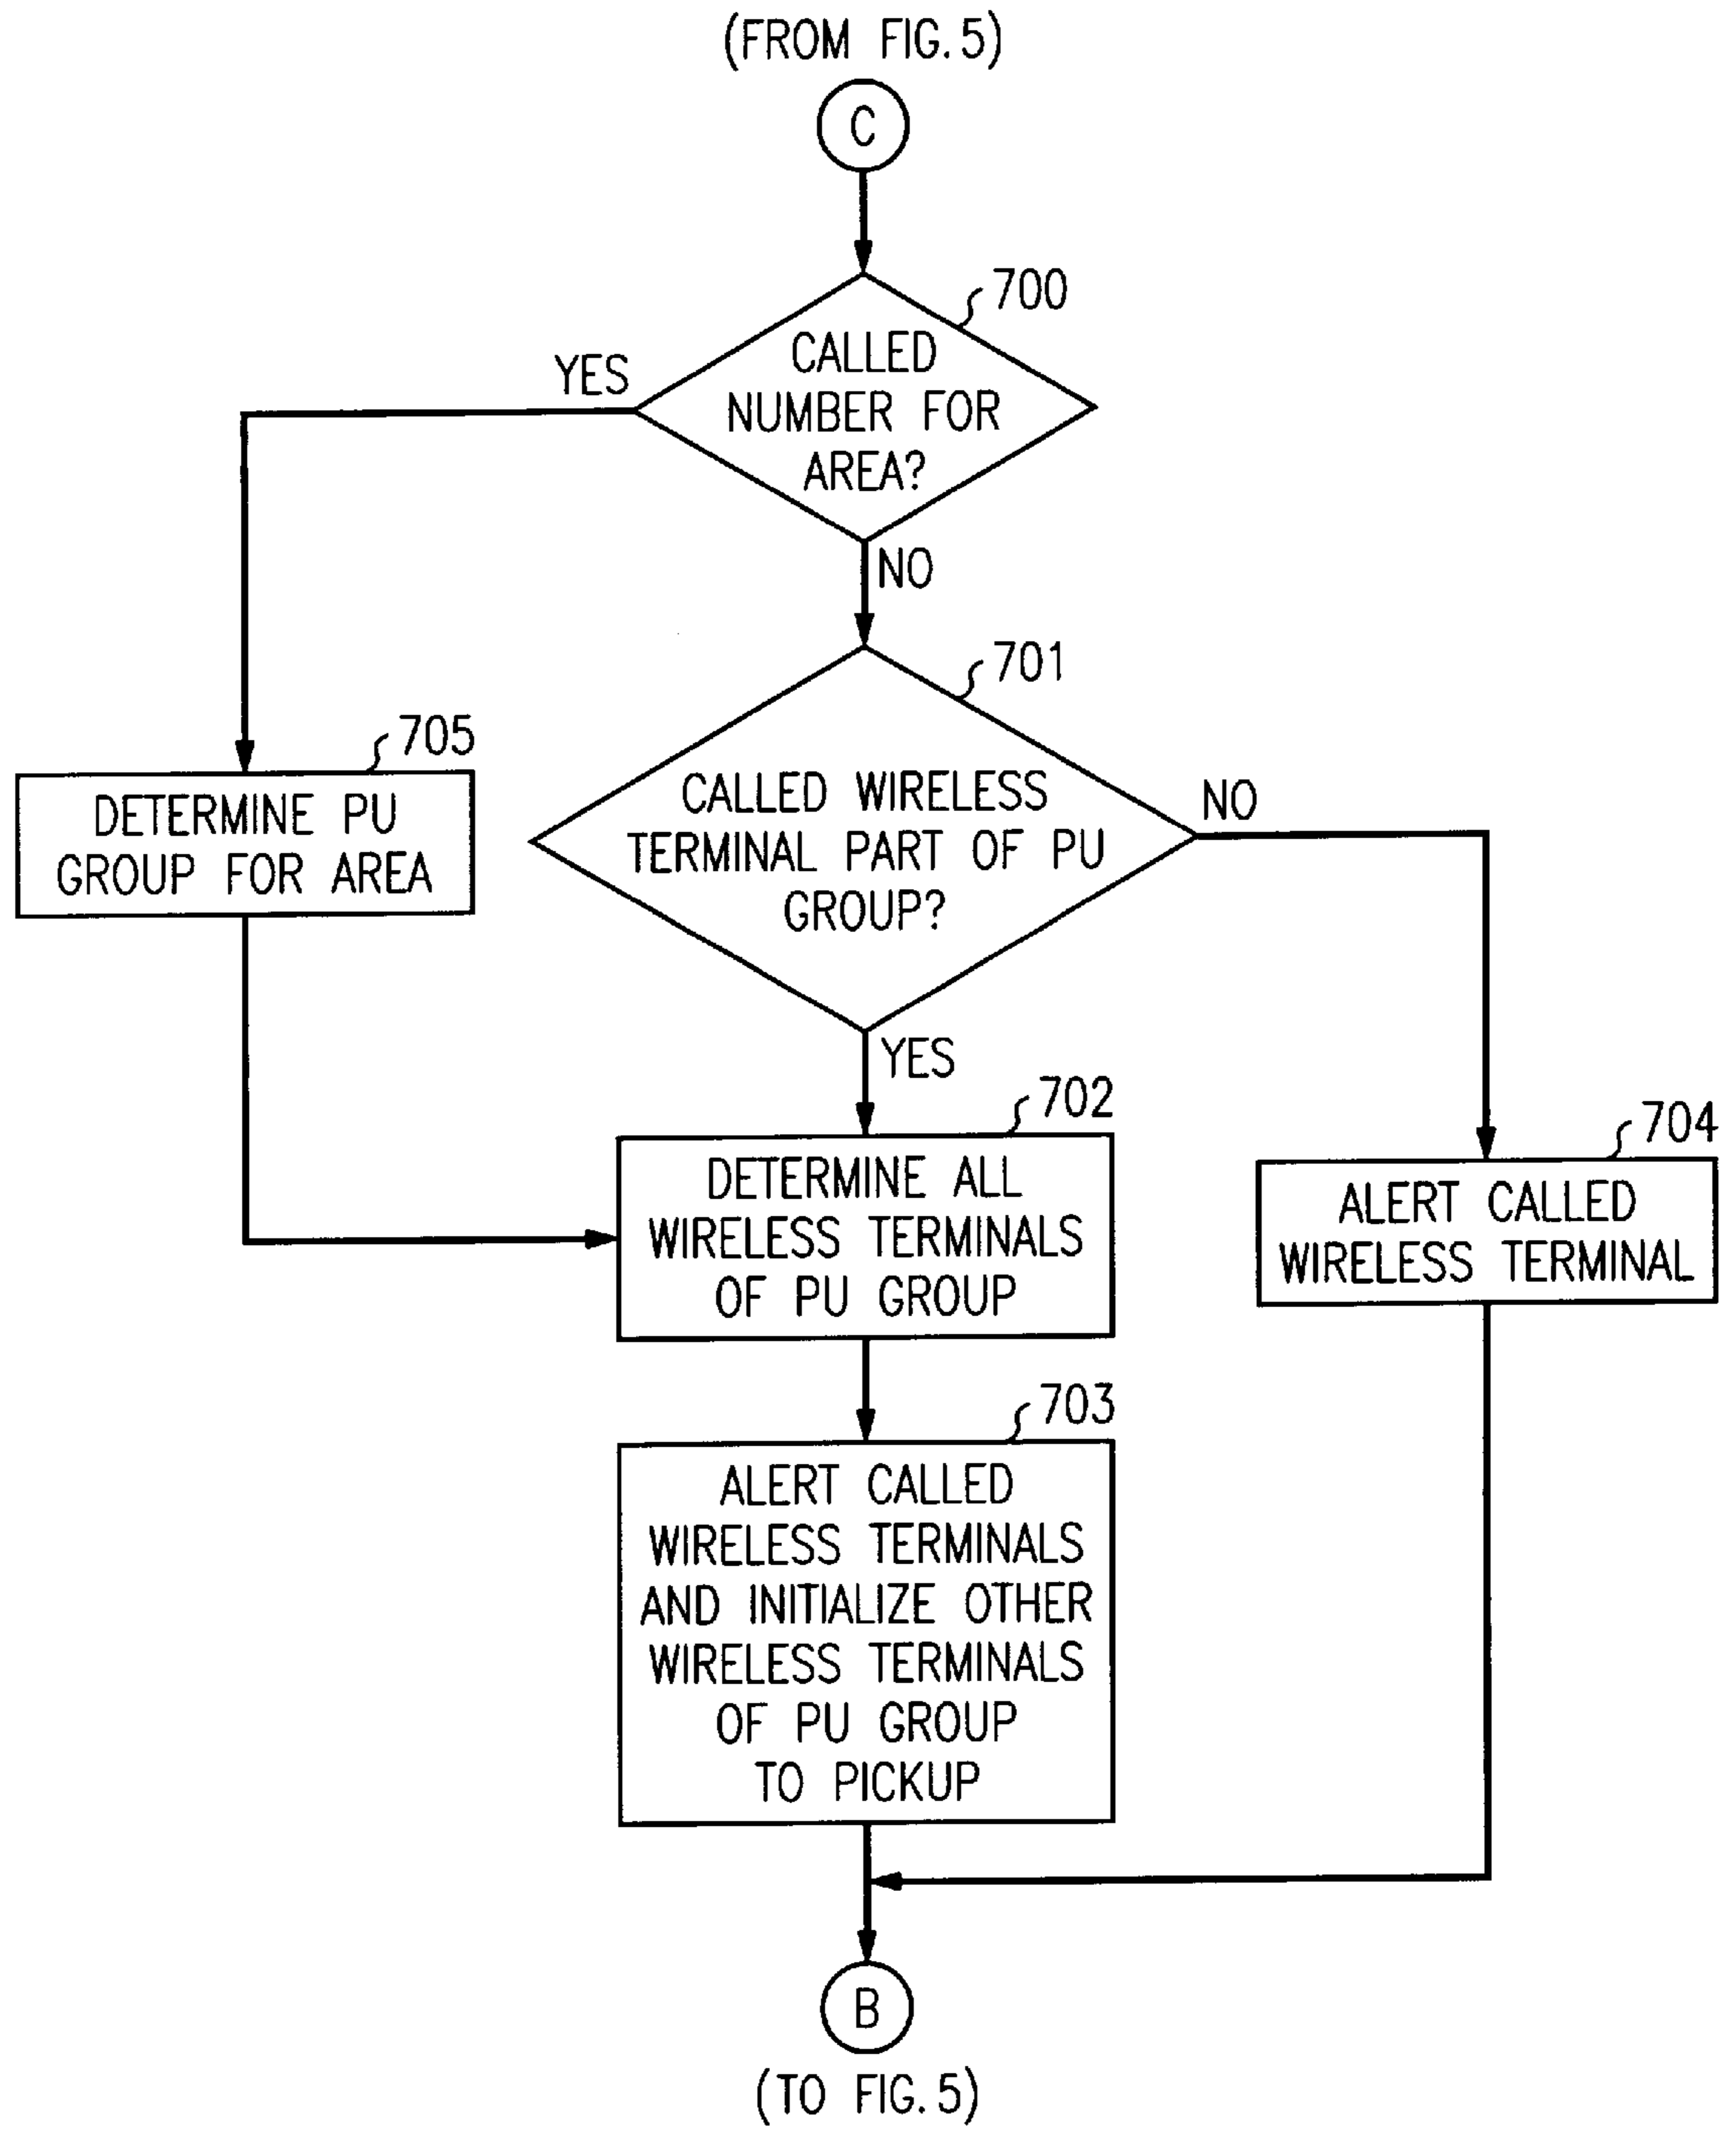 (FROM FIG. 5)
C
700
CALLED
NUMBER FOR
AREA?
YES
NO
701
CALLED WIRELESS
TERMINAL PART OF PU
GROUP?
NO
YES
705
DETERMINE PU
GROUP FOR AREA
702
DETERMINE ALL
WIRELESS TERMINALS
OF PU GROUP
704
ALERT CALLED
WIRELESS TERMINAL
703
ALERT CALLED
WIRELESS TERMINALS
AND INITIALIZE OTHER
WIRELESS TERMINALS
OF PU GROUP
TO PICKUP
B
(TO FIG. 5)